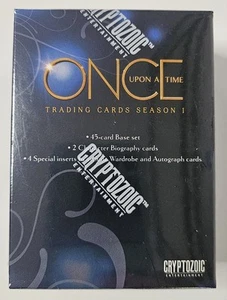 CRYPTOZOIC
ENTERTAINMENT
ONCE
UPON A TIME
TRADING CARDS SEASON 1
• 45-card Base set
• 2 Character Biography cards
• 4 Special inserts Wardrobe and Autograph cards
CRYPTOZOIC
ENTERTAINMENT
CRYPTOZOIC
ENTERTAINMENT